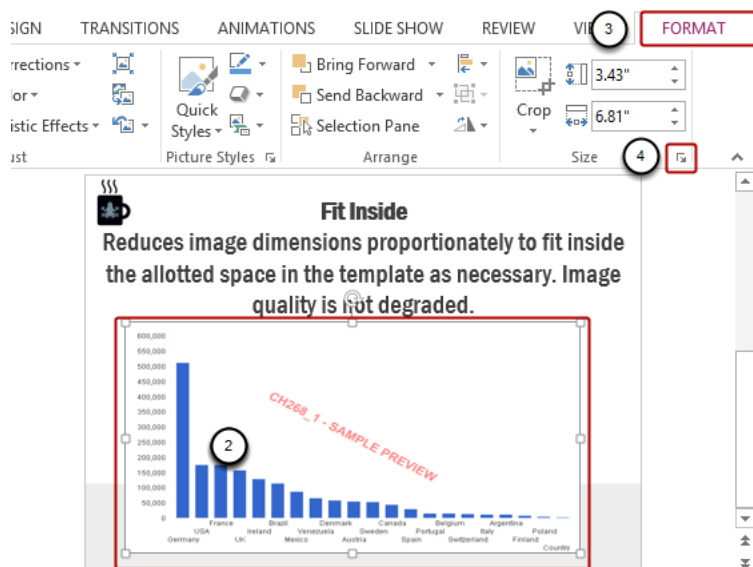 SIGN TRANSITIONS ANIMATIONS SLIDE SHOW REVIEW VI 3 FORMAT
rrections
Bring Forward
3.43"
lor
Send Backward
Quick
Styles
Crop
6.81"
istic Effects
Selection Pane
ust Picture Styles Arrange Size 4
Fit Inside
Reduces image dimensions proportionately to fit inside
the allotted space in the template as necessary. Image
quality is not degraded.
600,000
550,000
500,000
450,000
400,000
350,000
300,000
250,000
200,000
150,000
100,000
50,000
0
CH268_1 - SAMPLE PREVIEW
2
France Brazil Denmark Canada Belgium Argentina
USA Ireland Venezuela Sweden Portugal Italy Poland
Germany UK Mexico Austria Spain Switzerland Finland
Country